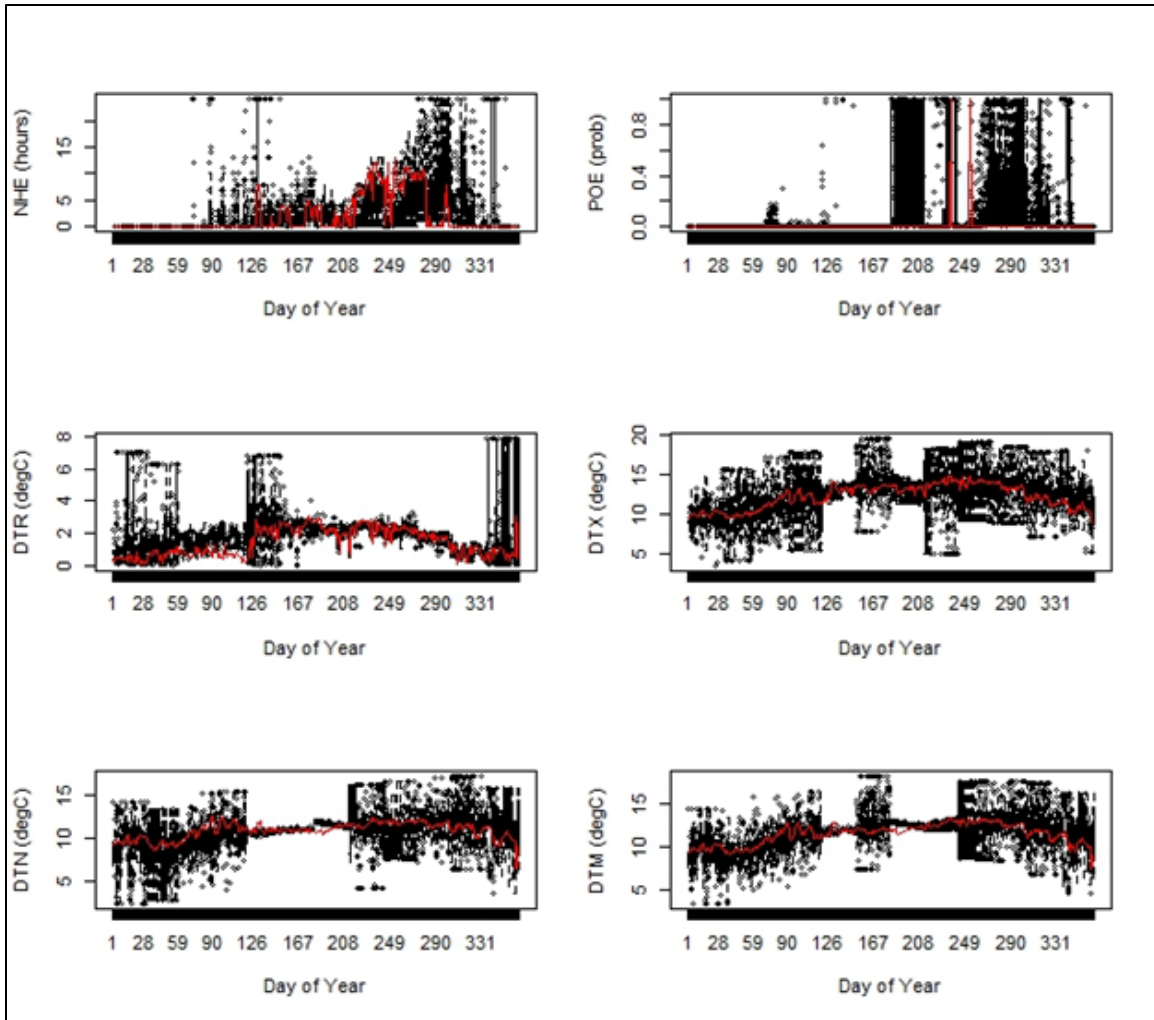 NHE (hours)
15
5
0
1 28 59 90 126 167 208 249 290 331
Day of Year
POE (prob)
0.8
0.4
0.0
1 28 59 90 126 167 208 249 290 331
Day of Year
DTR (degC)
8
6
4
2
0
1 28 59 90 126 167 208 249 290 331
Day of Year
DTX (degC)
20
15
10
5
1 28 59 90 126 167 208 249 290 331
Day of Year
DTN (degC)
15
10
5
1 28 59 90 126 167 208 249 290 331
Day of Year
DTM (degC)
15
10
5
1 28 59 90 126 167 208 249 290 331
Day of Year